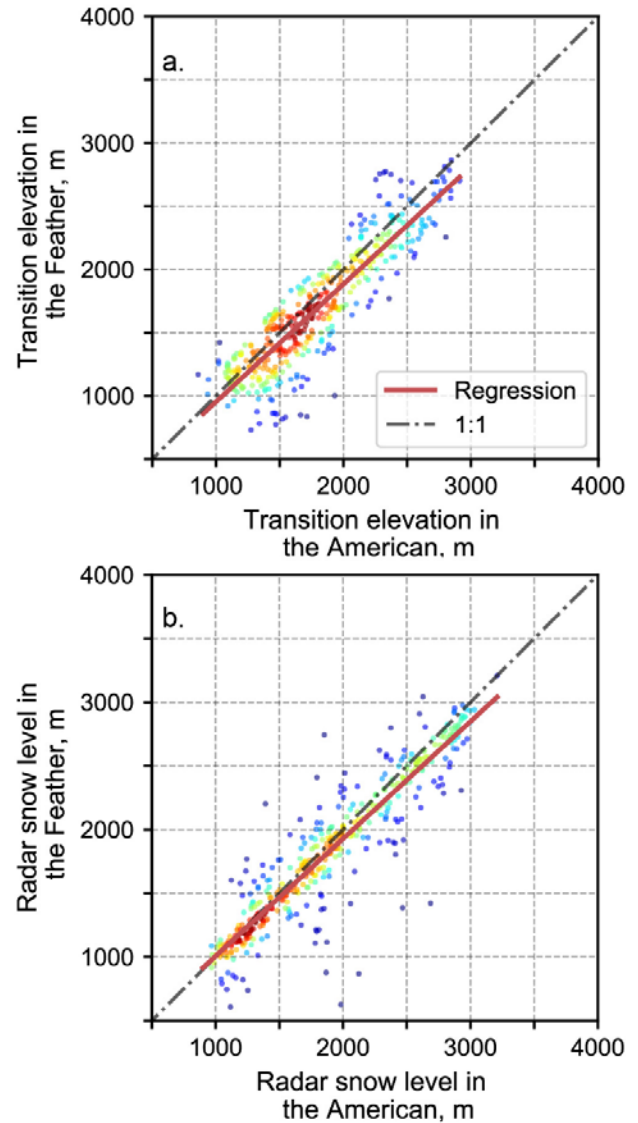 4000
a.
3000
2000
1000
Transition elevation in
the Feather, m
Regression
1:1
1000
2000
3000
4000
Transition elevation in
the American, m
4000
b.
3000
2000
1000
Radar snow level in
the Feather, m
1000
2000
3000
4000
Radar snow level in
the American, m